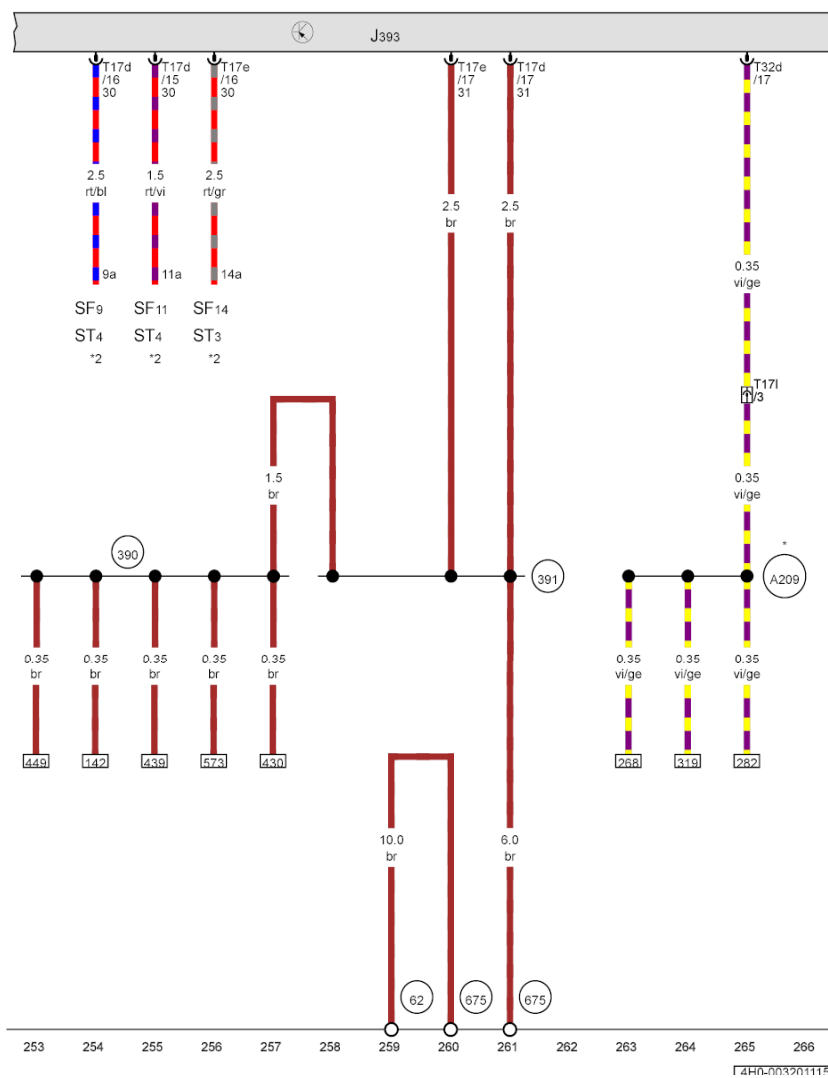 J393
T17d
/16
30
T17d
/15
30
T17e
/16
30
T17e
/17
31
T17d
/17
31
T32d
/17
2.5
rt/bl
1.5
rt/vi
2.5
rt/gr
2.5
br
2.5
br
0.35
vi/ge
9a
11a
14a
SF9
ST4
*2
SF11
ST4
*2
SF14
ST3
*2
T17l
/3
1.5
br
0.35
vi/ge
*
390
391
A209
0.35
br
0.35
br
0.35
br
0.35
br
0.35
br
0.35
vi/ge
0.35
vi/ge
0.35
vi/ge
449
142
439
573
430
268
319
282
10.0
br
6.0
br
62
675
675
253 254 255 256 257 258 259 260 261 262 263 264 265 266
4H0-003201115